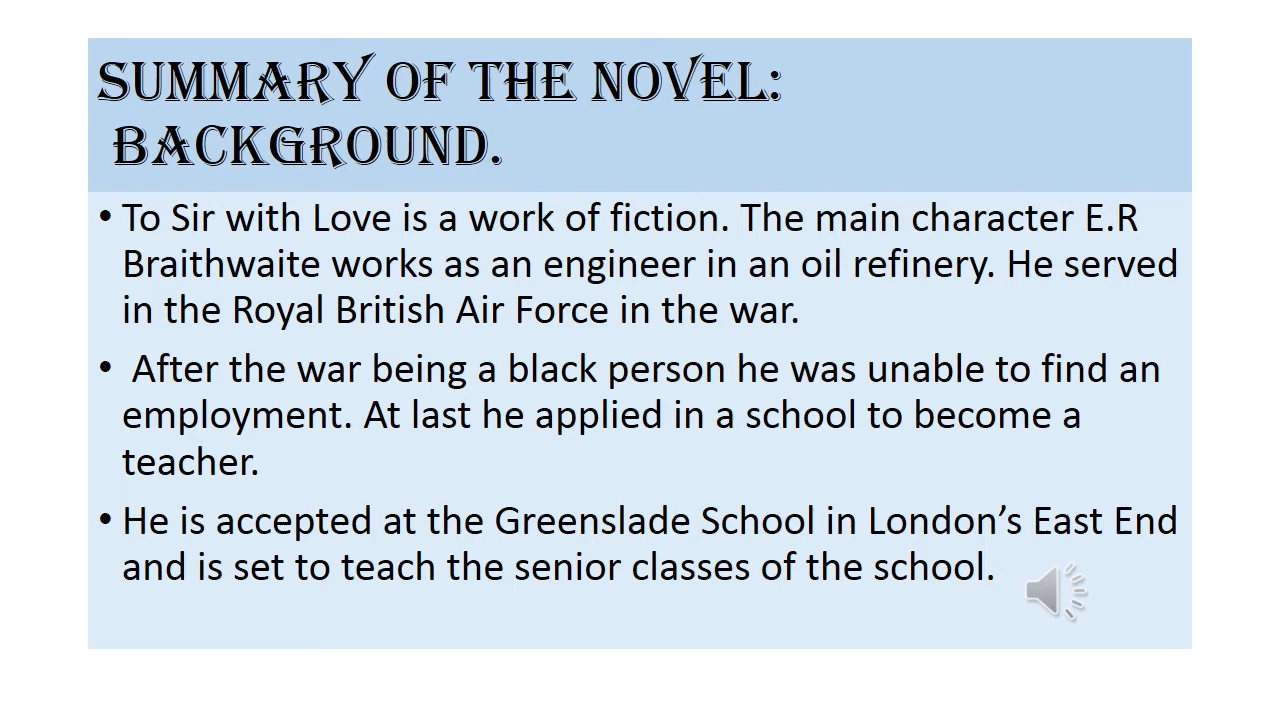 SUMMARY OF THE NOVEL:
BACKGROUND.
• To Sir with Love is a work of fiction. The main character E.R
Braithwaite works as an engineer in an oil refinery. He served
in the Royal British Air Force in the war.
• After the war being a black person he was unable to find an
employment. At last he applied in a school to become a
teacher.
• He is accepted at the Greenslade School in London’s East End
and is set to teach the senior classes of the school.